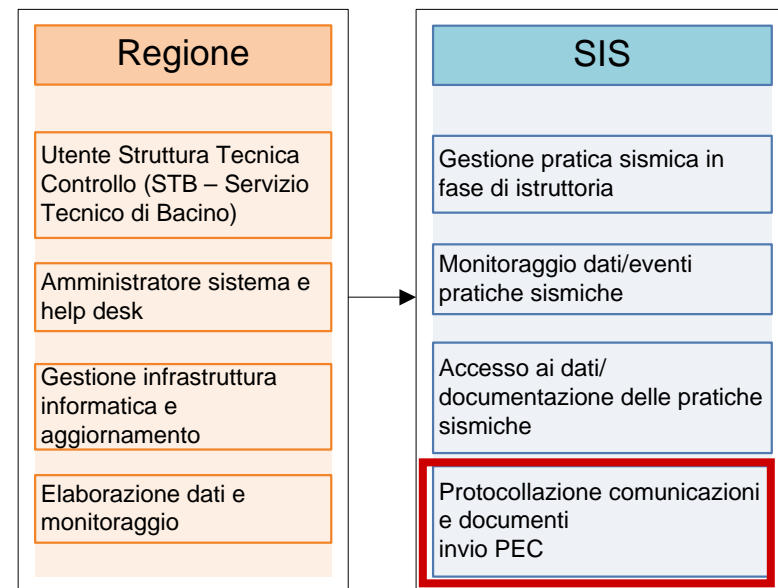 Regione
Utente Struttura Tecnica
Controllo (STB – Servizio
Tecnico di Bacino)
Amministratore sistema e
help desk
Gestione infrastruttura
informatica e
aggiornamento
Elaborazione dati e
monitoraggio
SIS
Gestione pratica sismica in
fase di istruttoria
Monitoraggio dati/eventi
pratiche sismiche
Accesso ai dati/
documentazione delle pratiche
sismiche
Protocollazione comunicazioni
e documenti
invio PEC